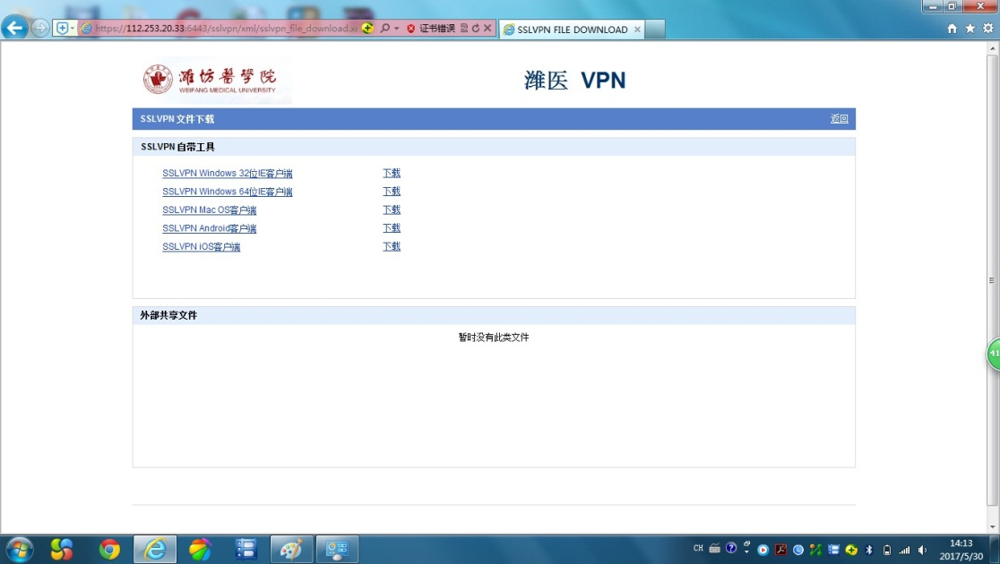 https://112.253.20.33:6443/sslvpn/xml/sslvpn_file_download.x
证书错误
SSLVPN FILE DOWNLOAD
濰坊醫學院
WEIFANG MEDICAL UNIVERSITY
潍医 VPN
SSLVPN 文件下载
返回
SSLVPN 自带工具
SSLVPN Windows 32位IE客户端 下载
SSLVPN Windows 64位IE客户端 下载
SSLVPN Mac OS客户端 下载
SSLVPN Android客户端 下载
SSLVPN iOS客户端 下载
外部共享文件
暂时没有此类文件
41
CH
14:13
2017/5/30